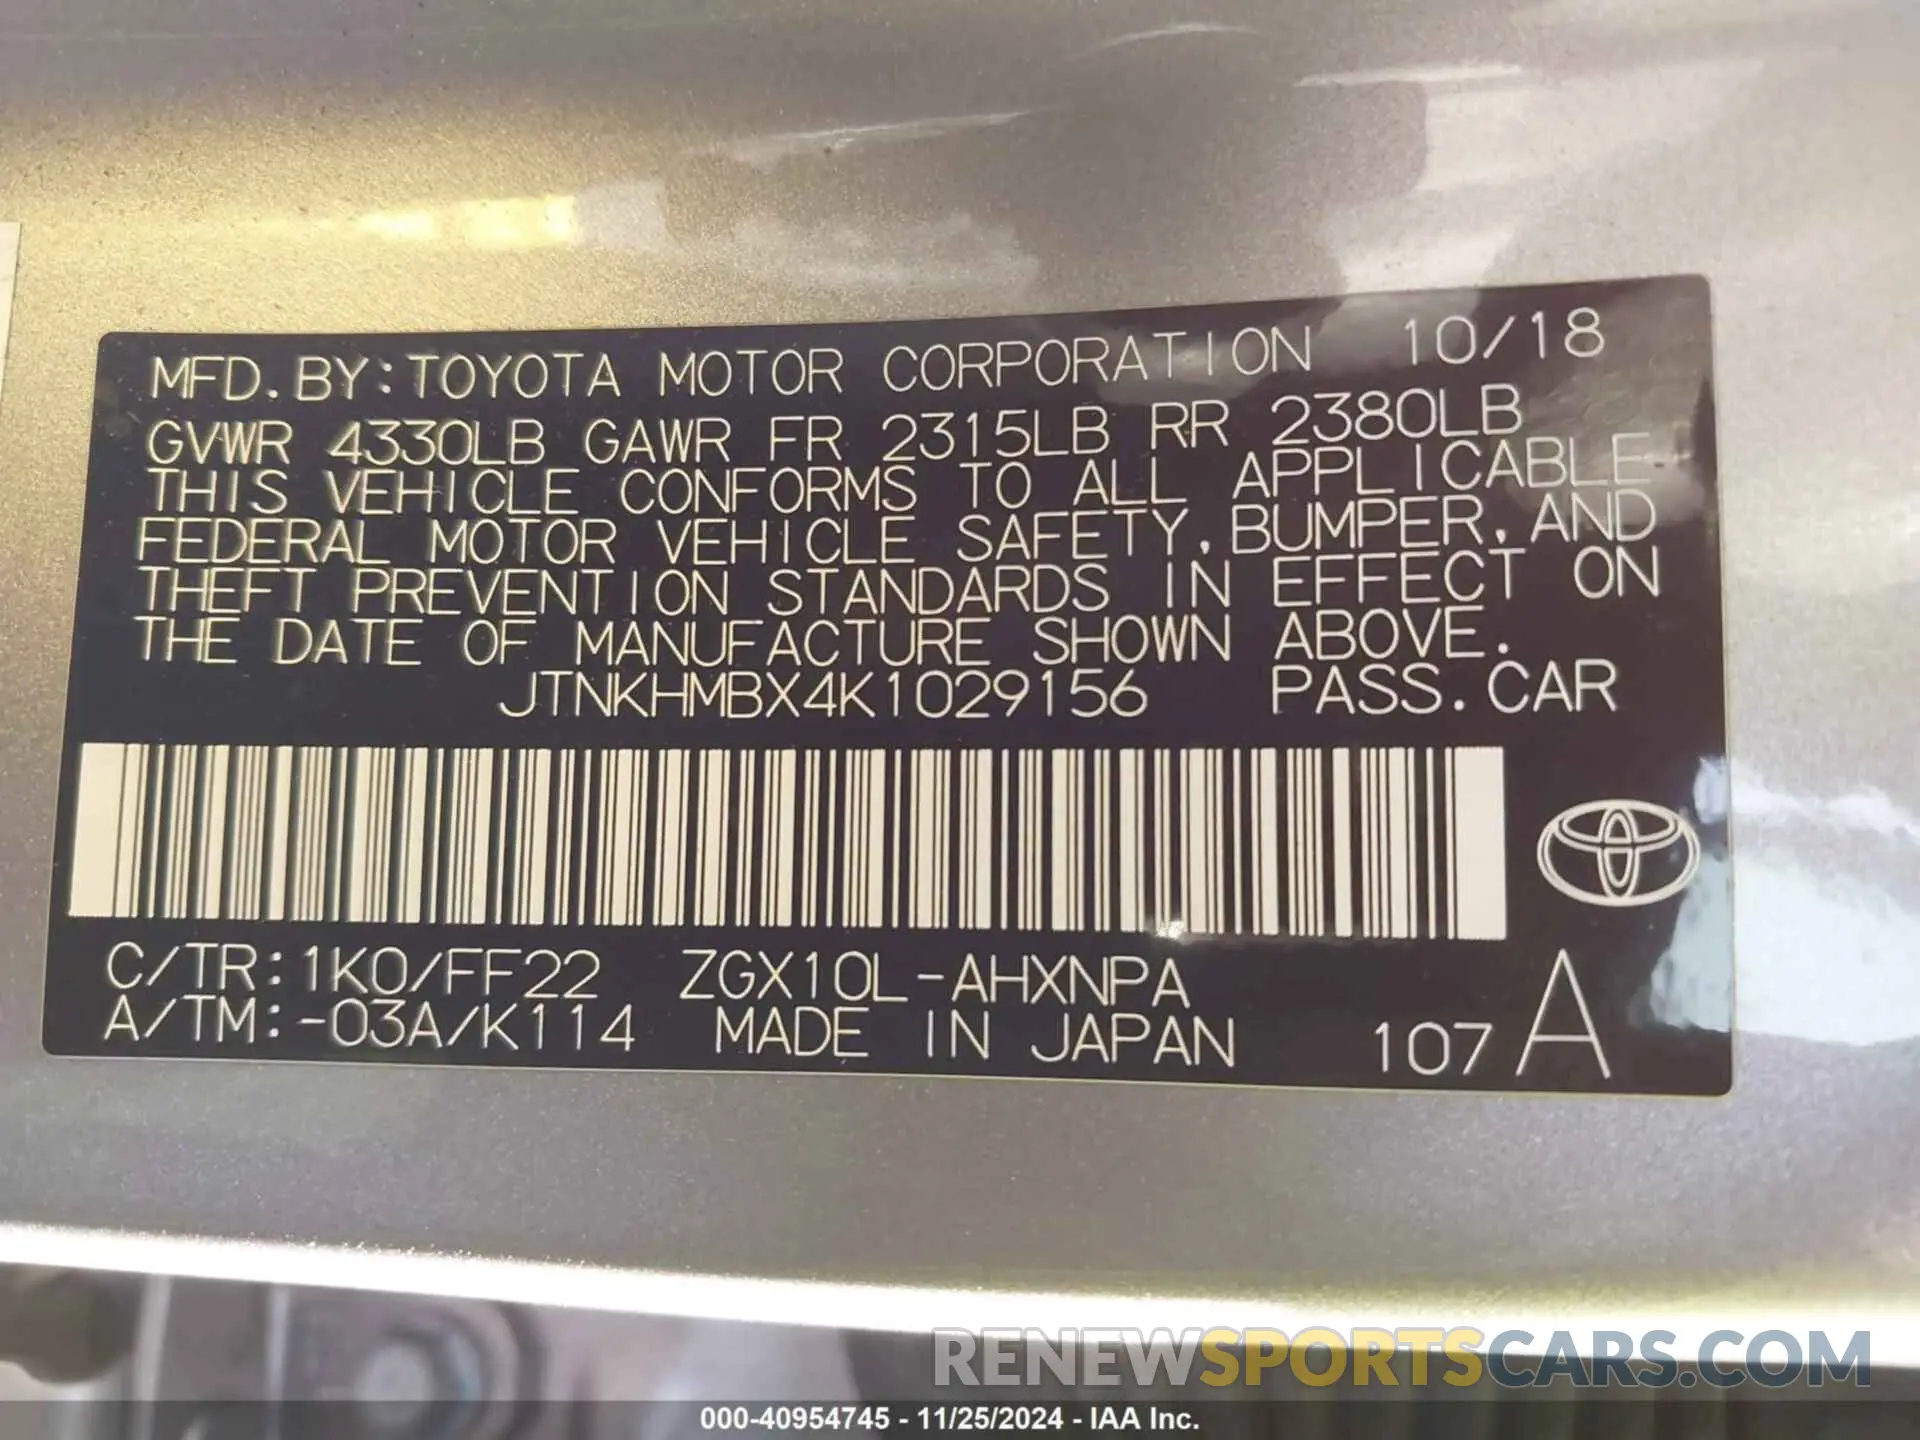 MFD. BY: TOYOTA MOTOR CORPORATION 10/18
GVWR 4330LB GAWR FR 2315LB RR 2380LB
THIS VEHICLE CONFORMS TO ALL APPLICABLE
FEDERAL MOTOR VEHICLE SAFETY, BUMPER, AND
THEFT PREVENTION STANDARDS IN EFFECT ON
THE DATE OF MANUFACTURE SHOWN ABOVE.
JTNKHMBX4K1029156 PASS. CAR
C/TR: 1K0/FF22 ZGX10L-AHXNPA
A/TM: -03A/K114 MADE IN JAPAN 107 A
RENEWSPORTSCARS.COM
000-40954745 - 11/25/2024 - IAA Inc.